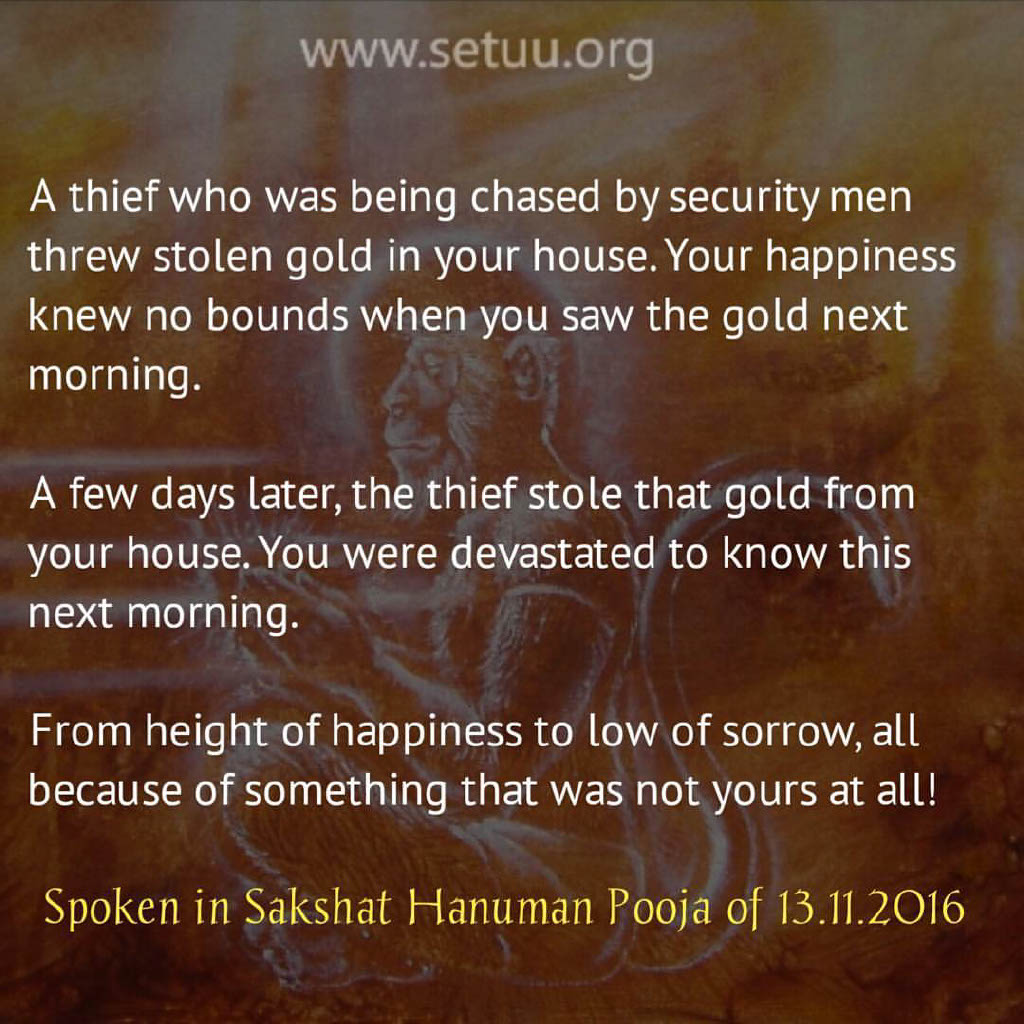 www.setuu.org
A thief who was being chased by security men
threw stolen gold in your house. Your happiness
knew no bounds when you saw the gold next
morning.
A few days later, the thief stole that gold from
your house. You were devastated to know this
next morning.
From height of happiness to low of sorrow, all
because of something that was not yours at all!
Spoken in Sakshat Hanuman Pooja of 13.11.2016